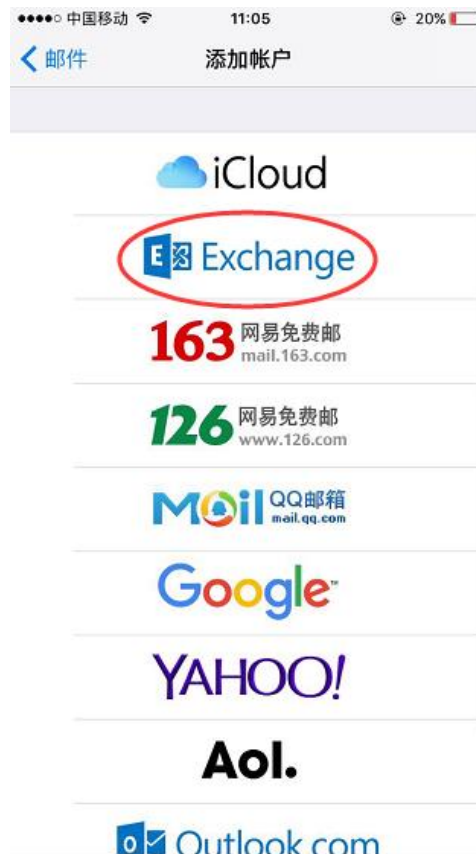 中国移动 11:05 20%
邮件 添加帐户
iCloud
E Exchange
163 网易免费邮
mail.163.com
126 网易免费邮
www.126.com
Mail QQ邮箱
mail.qq.com
Google™
YAHOO!
Aol.
o Outlook.com